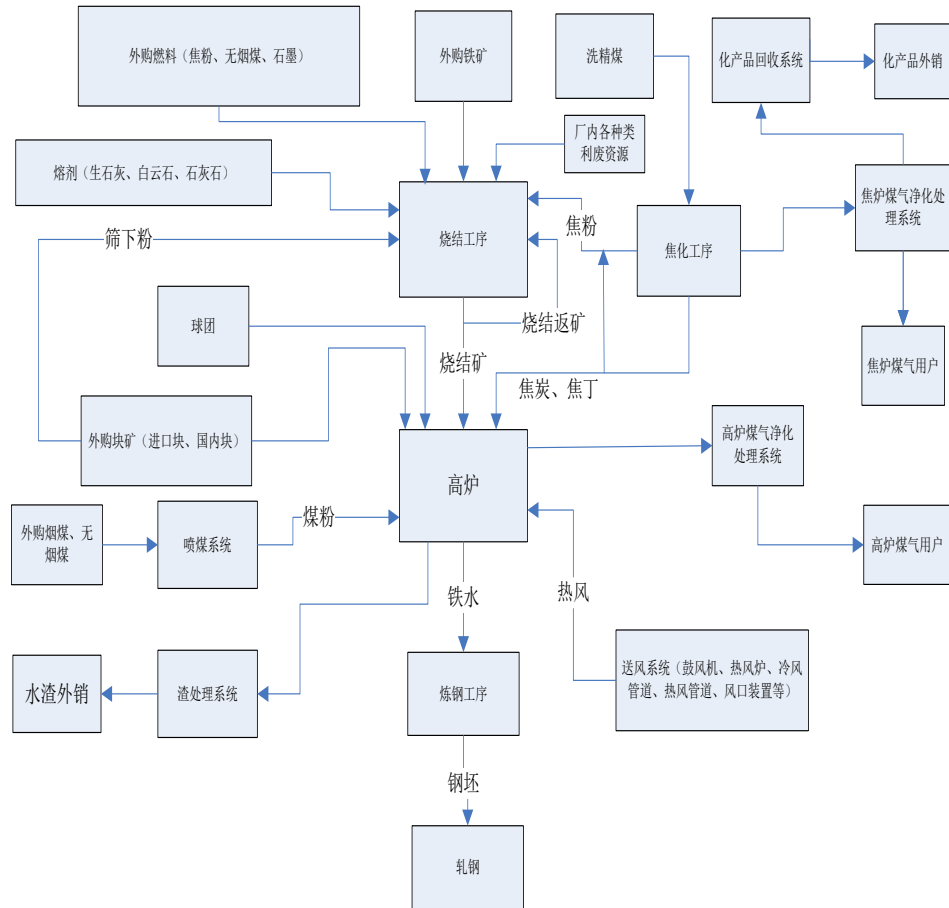 外购燃料（焦粉、无烟煤、石墨）
外购铁矿
洗精煤
化产品回收系统
化产品外销
厂内各种类
利废资源
熔剂（生石灰、白云石、石灰石）
焦炉煤气净化处
理系统
筛下粉
烧结工序
焦粉
焦化工序
球团
烧结返矿
烧结矿
焦炭、焦丁
焦炉煤气用户
外购块矿（进口块、国内块）
高炉煤气净化
处理系统
高炉
外购烟煤、无
烟煤
喷煤系统
煤粉
高炉煤气用户
铁水
热风
水渣外销
渣处理系统
炼钢工序
送风系统（鼓风机、热风炉、冷风
管道、热风管道、风口装置等）
钢坯
轧钢